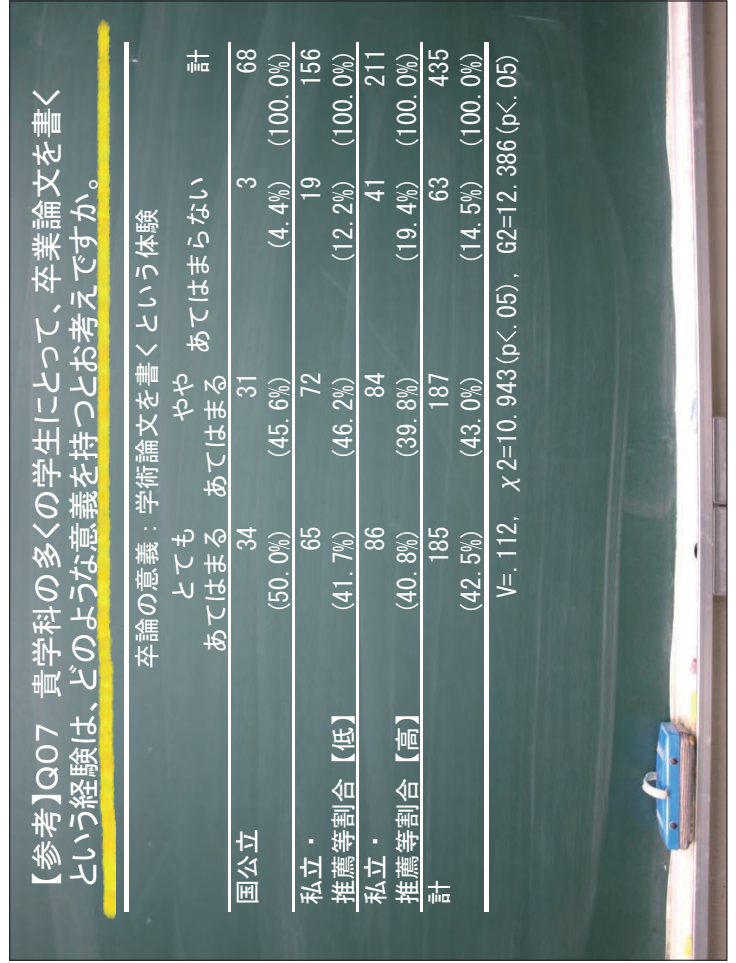 【参考】Q07　貴学科の多くの学生にとって、卒業論文を書く
という経験は、どのような意義を持つとお考えですか。
卒論の意義：学術論文を書くという体験
とても やや
あてはまる あてはまる あてはまらない 計
国公立 34 31 3 68
(50.0%) (45.6%) (4.4%) (100.0%)
私立・ 65 72 19 156
推薦等割合【低】 (41.7%) (46.2%) (12.2%) (100.0%)
私立・ 86 84 41 211
推薦等割合【高】 (40.8%) (39.8%) (19.4%) (100.0%)
計 185 187 63 435
(42.5%) (43.0%) (14.5%) (100.0%)
V=.112, χ2=10.943(p<.05), G2=12.386(p<.05)